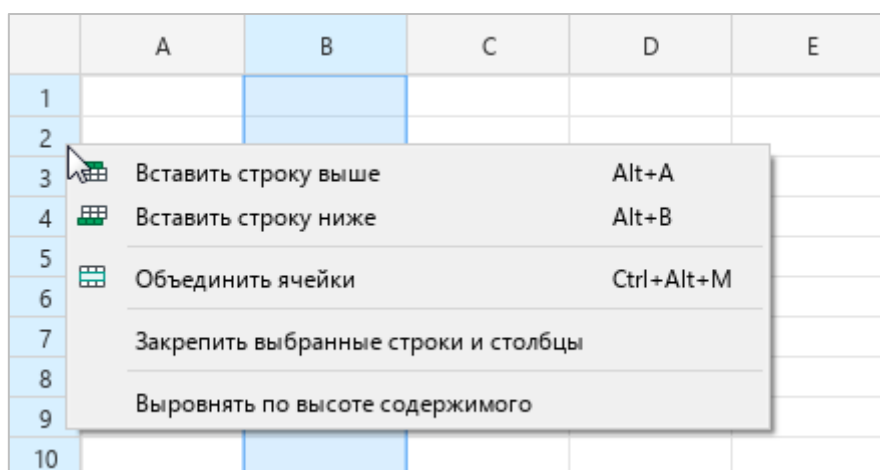 A B C D E
1
2
3 Вставить строку выше Alt+A
4 Вставить строку ниже Alt+B
5
6 Объединить ячейки Ctrl+Alt+M
7 Закрепить выбранные строки и столбцы
8
9 Выровнять по высоте содержимого
10